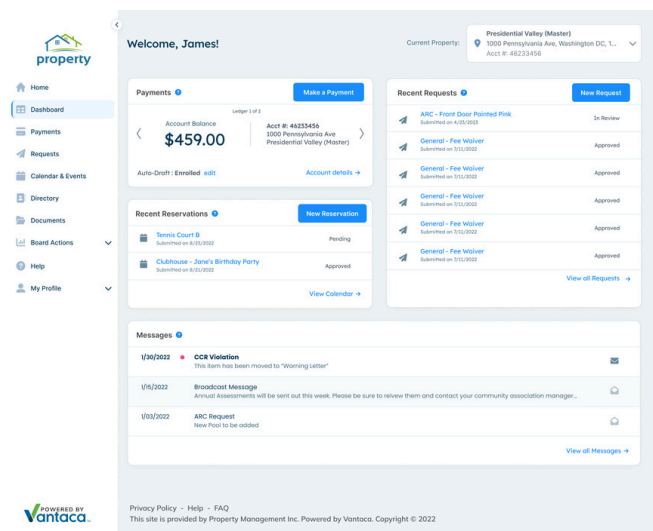 property
Home
Dashboard
Payments
Requests
Calendar & Events
Directory
Documents
Board Actions
Help
My Profile
POWERED BY
Vantaca
Welcome, James!
Current Property:
Presidential Valley (Master)
1000 Pennsylvania Ave, Washington DC, 1...
Acct #: 46233456
Payments
Make a Payment
Ledger 1 of 2
Account Balance
$459.00
Acct #: 46233456
1000 Pennsylvania Ave
Presidential Valley (Master)
Auto-Draft : Enrolled edit
Account details →
Recent Reservations
New Reservation
Tennis Court B
Submitted on 8/23/2022
Pending
Clubhouse - Jane's Birthday Party
Submitted on 8/21/2022
Approved
View Calendar →
Recent Requests
New Request
ARC - Front Door Painted Pink
Submitted on 4/23/2023
In Review
General - Fee Waiver
Submitted on 7/11/2022
Approved
General - Fee Waiver
Submitted on 7/11/2022
Approved
General - Fee Waiver
Submitted on 7/11/2022
Approved
General - Fee Waiver
Submitted on 7/11/2022
Approved
General - Fee Waiver
Submitted on 7/11/2022
Approved
View all Requests →
Messages
1/30/2022
CCR Violation
This item has been moved to "Warning Letter"
1/15/2022
Broadcast Message
Annual Assessments will be sent out this week. Please be sure to reivew them and contact your community association manager...
1/03/2022
ARC Request
New Pool to be added
View all Messages →
Privacy Policy - Help - FAQ
This site is provided by Property Management Inc. Powered by Vantaca. Copyright © 2022